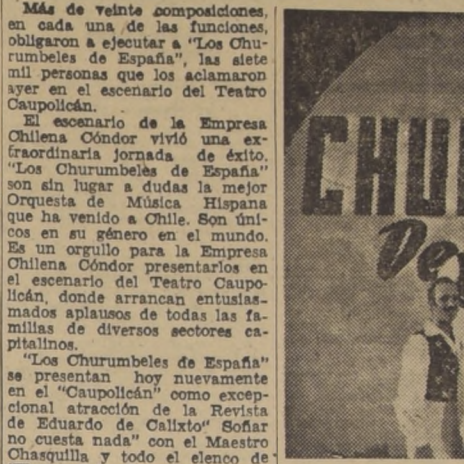 Más de veinte composiciones,
en cada una de las funciones,
obligaron a ejecutar a "Los Chu-
rumbeles de España", las siete
mil personas que los aclamaron
ayer en el escenario del Teatro
Caupolicán.
El escenario de la Empresa
Chilena Cóndor vivió una ex-
traordinaria jornada de éxito.
"Los Churumbeles de España"
son sin lugar a dudas la mejor
Orquesta de Música Hispana
que ha venido a Chile. Son úni-
cos en su género en el mundo.
Es un orgullo para la Empresa
Chilena Cóndor presentarlos en
el escenario del Teatro Caupo-
licán, donde arrancan entusias-
mados aplausos de todas las fa-
milias de diversos sectores ca-
pitalinos.
"Los Churumbeles de España"
se presentan hoy nuevamente
en el "Caupolicán" como excep-
cional atracción de la Revista
de Eduardo de Calixto" Soñar
no cuesta nada" con el Maestro
Chasquilla y todo el elenco de
CHU
De